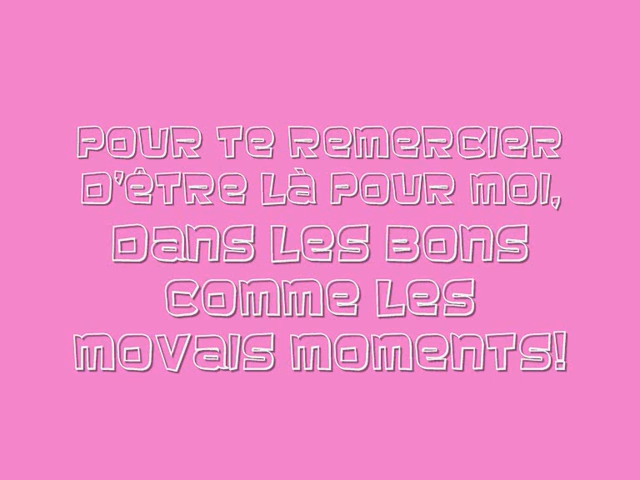 Pour te remercier
d'être là pour moi,
Dans les Bons
comme les
movais moments!